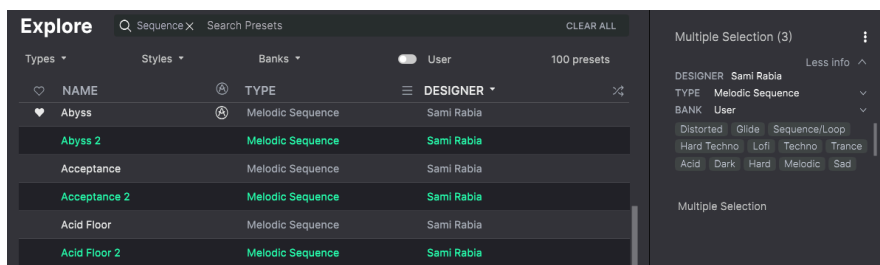 Explore Sequence × Search Presets CLEAR ALL
Types Styles Banks User 100 presets
NAME TYPE DESIGNER
Abyss Melodic Sequence Sami Rabia
Abyss 2 Melodic Sequence Sami Rabia
Acceptance Melodic Sequence Sami Rabia
Acceptance 2 Melodic Sequence Sami Rabia
Acid Floor Melodic Sequence Sami Rabia
Acid Floor 2 Melodic Sequence Sami Rabia
Multiple Selection (3)
Less info
DESIGNER Sami Rabia
TYPE Melodic Sequence
BANK User
Distorted Glide Sequence/Loop
Hard Techno Lofi Techno Trance
Acid Dark Hard Melodic Sad
Multiple Selection